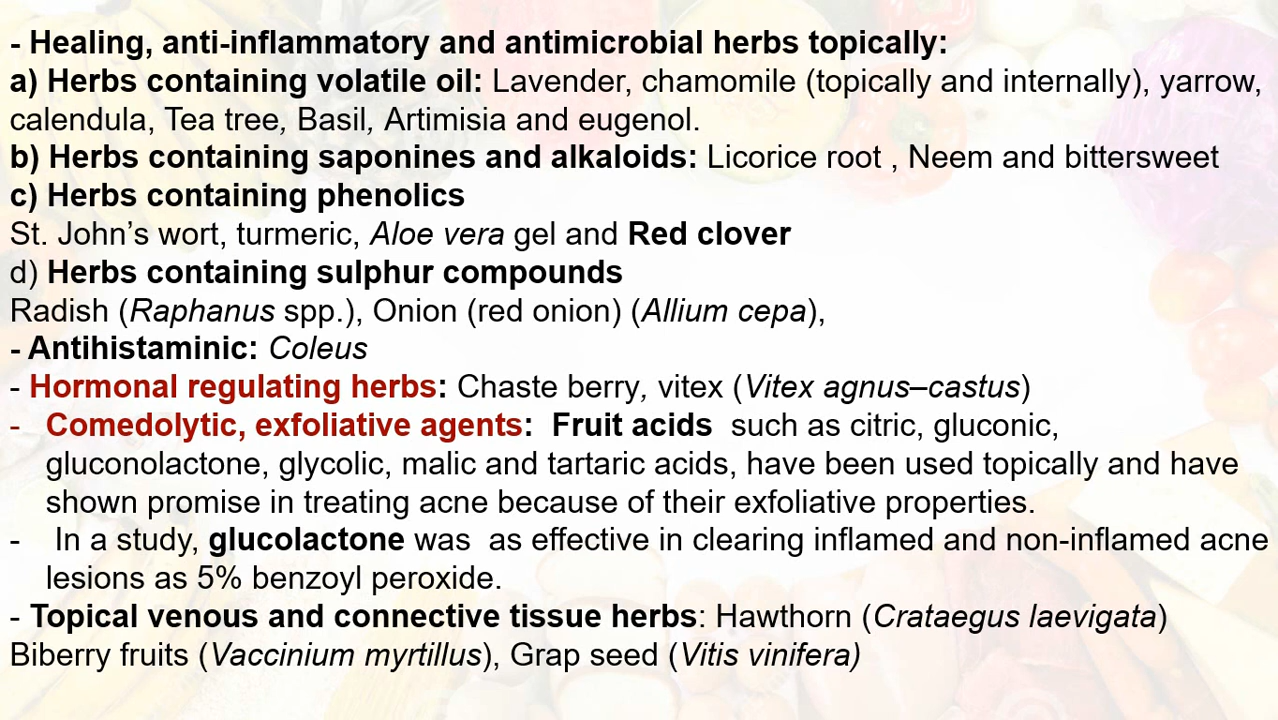 - Healing, anti-inflammatory and antimicrobial herbs topically:
a) Herbs containing volatile oil: Lavender, chamomile (topically and internally), yarrow,
calendula, Tea tree, Basil, Artimisia and eugenol.
b) Herbs containing saponines and alkaloids: Licorice root , Neem and bittersweet
c) Herbs containing phenolics
St. John’s wort, turmeric, Aloe vera gel and Red clover
d) Herbs containing sulphur compounds
Radish (Raphanus spp.), Onion (red onion) (Allium cepa),
- Antihistaminic: Coleus
- Hormonal regulating herbs: Chaste berry, vitex (Vitex agnus–castus)
- Comedolytic, exfoliative agents: Fruit acids such as citric, gluconic,
gluconolactone, glycolic, malic and tartaric acids, have been used topically and have
shown promise in treating acne because of their exfoliative properties.
- In a study, glucolactone was as effective in clearing inflamed and non-inflamed acne
lesions as 5% benzoyl peroxide.
- Topical venous and connective tissue herbs: Hawthorn (Crataegus laevigata)
Biberry fruits (Vaccinium myrtillus), Grap seed (Vitis vinifera)